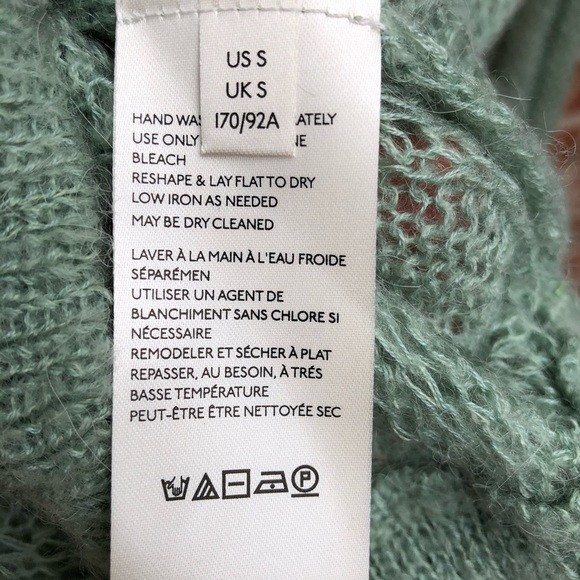 US S
UK S
170/92A
HAND
USE ONLY
BLEACH
RESHAPE & LAY FLAT TO DRY
LOW IRON AS NEEDED
MAY BE DRY CLEANED
LAVER À LA MAIN À L'EAU FROIDE
SÉPARÉMEN
UTILISER UN AGENT DE
BLANCHIMENT SANS CHLORE SI
NÉCESSAIRE
REMODELER ET SÉCHER À PLAT
REPASSER, AU BESOIN, À TRÉS
BASSE TEMPÉRATURE
PEUT-ÊTRE ÊTRE NETTOYÉE SEC
P